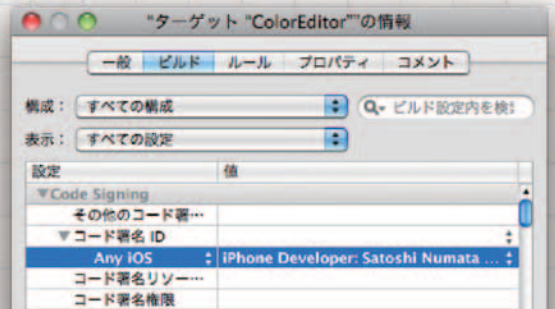 "ターゲット "ColorEditor""の情報
一般 ビルド ルール プロパティ コメント
構成： すべての構成
ビルド設定内を検
表示： すべての設定
設定 値
▼Code Signing
その他のコード署…
▼コード署名 ID
Any iOS iPhone Developer: Satoshi Numata ...
コード署名リソー…
コード署名権限